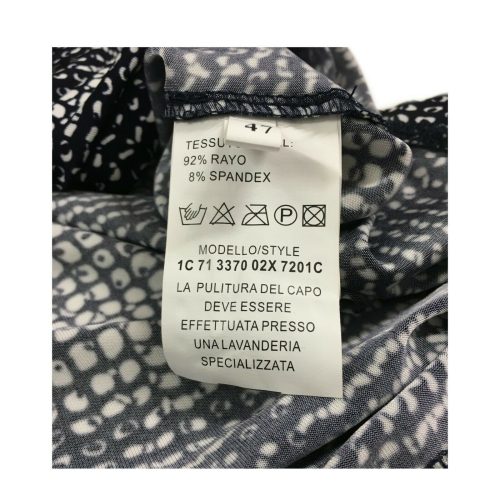 47
TESSU
92% RAYO
8% SPANDEX
P
MODELLO/STYLE
1C 71 3370 02X 7201C
LA PULITURA DEL CAPO
DEVE ESSERE
EFFETTUATA PRESSO
UNA LAVANDERIA
SPECIALIZZATA